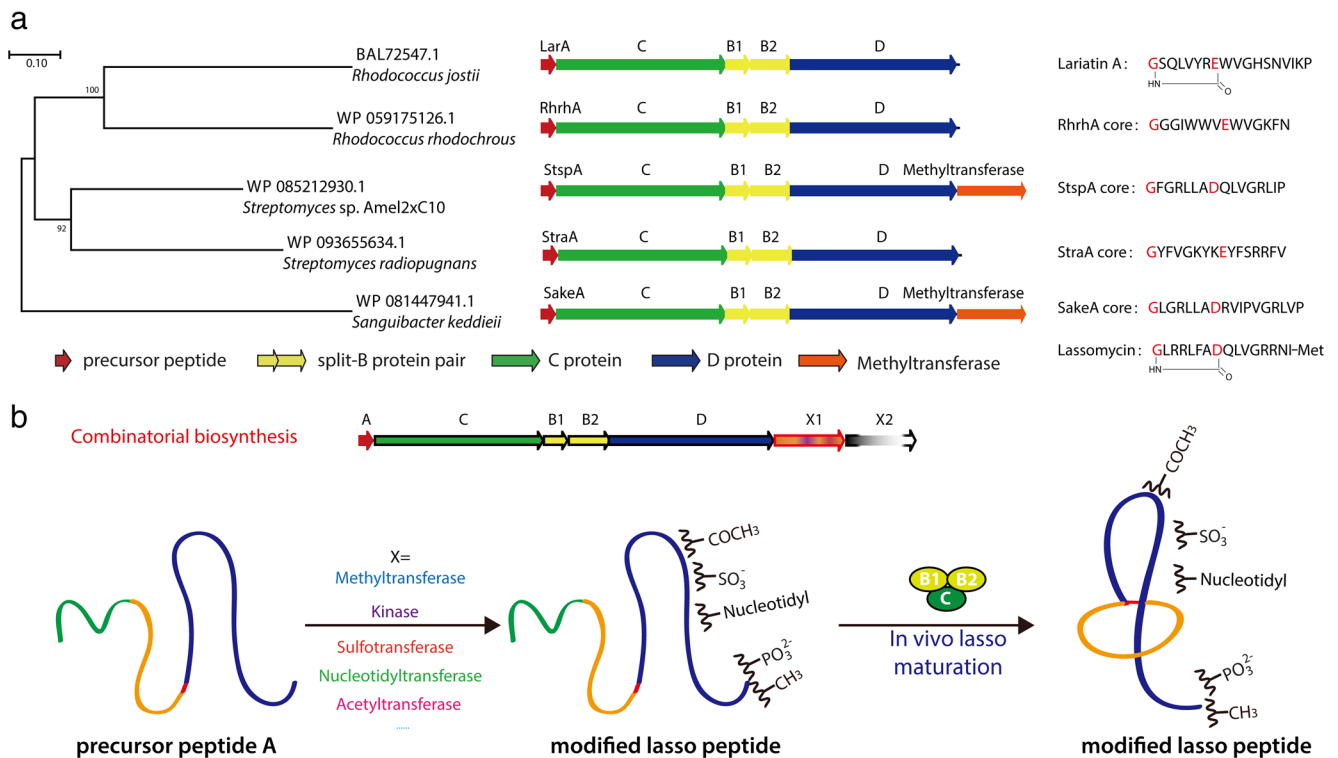 a
0.10
100
92
BAL72547.1
Rhodococcus jostii
WP 059175126.1
Rhodococcus rhodochrous
WP 085212930.1
Streptomyces sp. Amel2xC10
WP 093655634.1
Streptomyces radiopugnans
WP 081447941.1
Sanguibacter keddieii
LarA C B1 B2 D
RhrhA C B1 B2 D
StspA C B1 B2 D Methyltransferase
StraA C B1 B2 D
SakeA C B1 B2 D Methyltransferase
Lariatin A: GSQLVYREWVGHSNVIKP
HN O
RhrhA core: GGGIWWVEWVGKFN
StspA core: GFGRLLADQLVGRLIP
StraA core: GYFVGKYKEYFSRRFV
SakeA core: GLGRLLADRVIPVGRLVP
Lassomycin: GLRRLFADQLVGRRNI-Met
HN O
precursor peptide
split-B protein pair
C protein
D protein
Methyltransferase
b
Combinatorial biosynthesis
A C B1 B2 D X1 X2
X=
Methyltransferase
Kinase
Sulfotransferase
Nucleotidyltransferase
Acetyltransferase
......
precursor peptide A
COCH3
SO3-
Nucleotidyl
PO3 2-
CH3
modified lasso peptide
B1 B2
C
In vivo lasso
maturation
COCH3
SO3-
Nucleotidyl
PO3 2-
CH3
modified lasso peptide